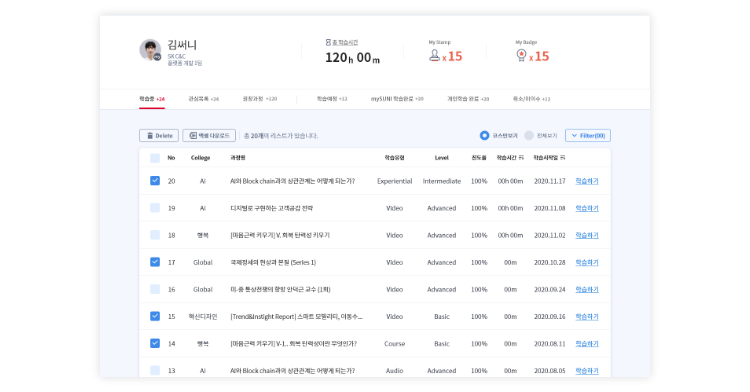 김써니
SK C&C
플랫폼 개발 2팀
총 학습시간
120h 00m
My Stamp
x 15
My Badge
x 15
학습중 +24
관심목록 +24
권장과정 +120
학습예정 +13
mySUNI 학습완료 +30
개인학습 완료 +30
취소/미이수 +12
Delete
엑셀 다운로드
총 20개의 리스트가 있습니다.
코스만보기
전체보기
Filter(00)
No College 과정명 학습유형 Level 진도율 학습시간 학습시작일
20 AI AI와 Block chain과의 상관관계는 어떻게 되는가? Experiential Intermediate 100% 00h 00m 2020.11.17 학습하기
19 AI 디지털로 구현하는 고객공감 전략 Video Advanced 100% 00h 00m 2020.11.08 학습하기
18 행복 [마음근력 키우기] V. 회복 탄력성 키우기 Video Advanced 100% 00h 00m 2020.11.02 학습하기
17 Global 국제정세의 현상과 본질 (Series 1) Video Advanced 100% 00m 2020.10.28 학습하기
16 Global 미-중 통상전쟁의 향방 안덕근 교수 (1회) Video Advanced 100% 00m 2020.09.24 학습하기
15 혁신디자인 [Trend&Instight Report] 스마트 모빌리티, 이동수... Video Basic 100% 00m 2020.09.16 학습하기
14 행복 [마음근력 키우기] V-1.. 회복 탄력성이란 무엇인가? Course Basic 100% 00m 2020.08.11 학습하기
13 AI AI와 Block chain과의 상관관계는 어떻게 되는가? Audio Advanced 100% 00m 2020.08.05 학습하기